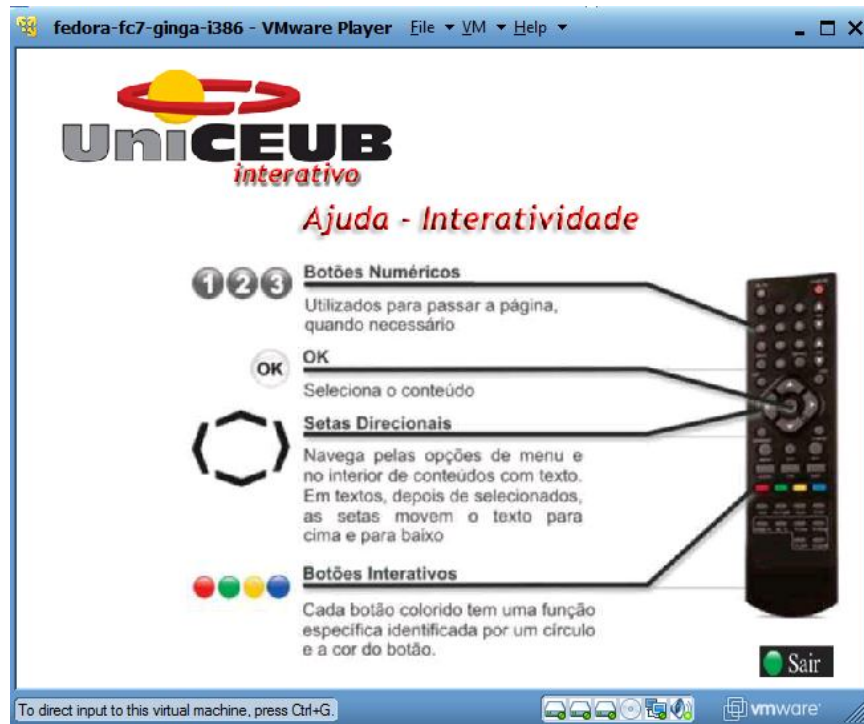 fedora-fc7-ginga-i386 - VMware Player File VM Help
UniCEUB
interativo
Ajuda - Interatividade
1 2 3
Botões Numéricos
Utilizados para passar a página,
quando necessário
OK
OK
Seleciona o conteúdo
Setas Direcionais
Navega pelas opções de menu e
no interior de conteúdos com texto.
Em textos, depois de selecionados,
as setas movem o texto para
cima e para baixo
Botões Interativos
Cada botão colorido tem uma função
específica identificada por um círculo
e a cor do botão.
Sair
To direct input to this virtual machine, press Ctrl+G.
vmware